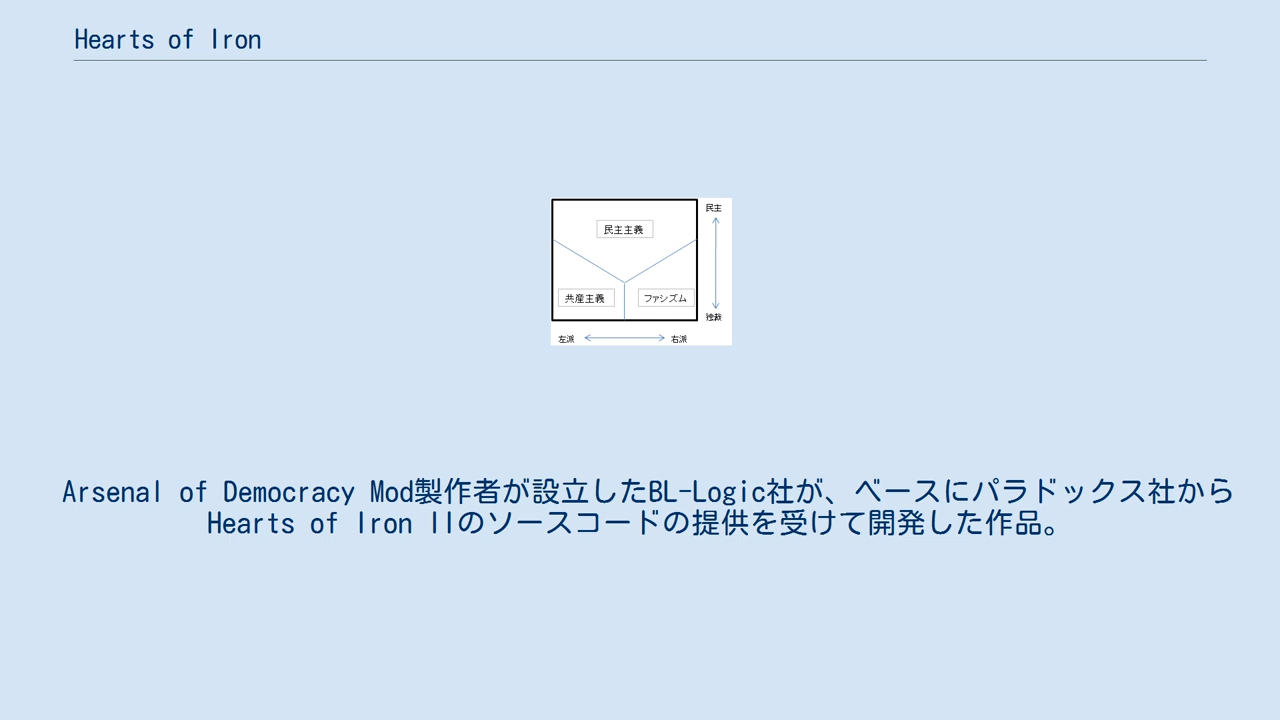 Hearts of Iron
民主
民主主義
共産主義
ファシズム
独裁
左派
右派
Arsenal of Democracy Mod製作者が設立したBL-Logic社が、ベースにパラドックス社から
Hearts of Iron IIのソースコードの提供を受けて開発した作品。